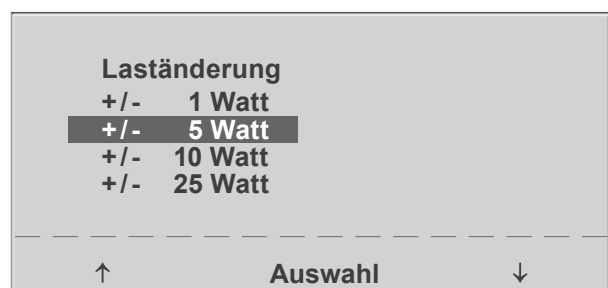 Laständerung
+/- 1 Watt
+/- 5 Watt
+/- 10 Watt
+/- 25 Watt
↑ Auswahl ↓